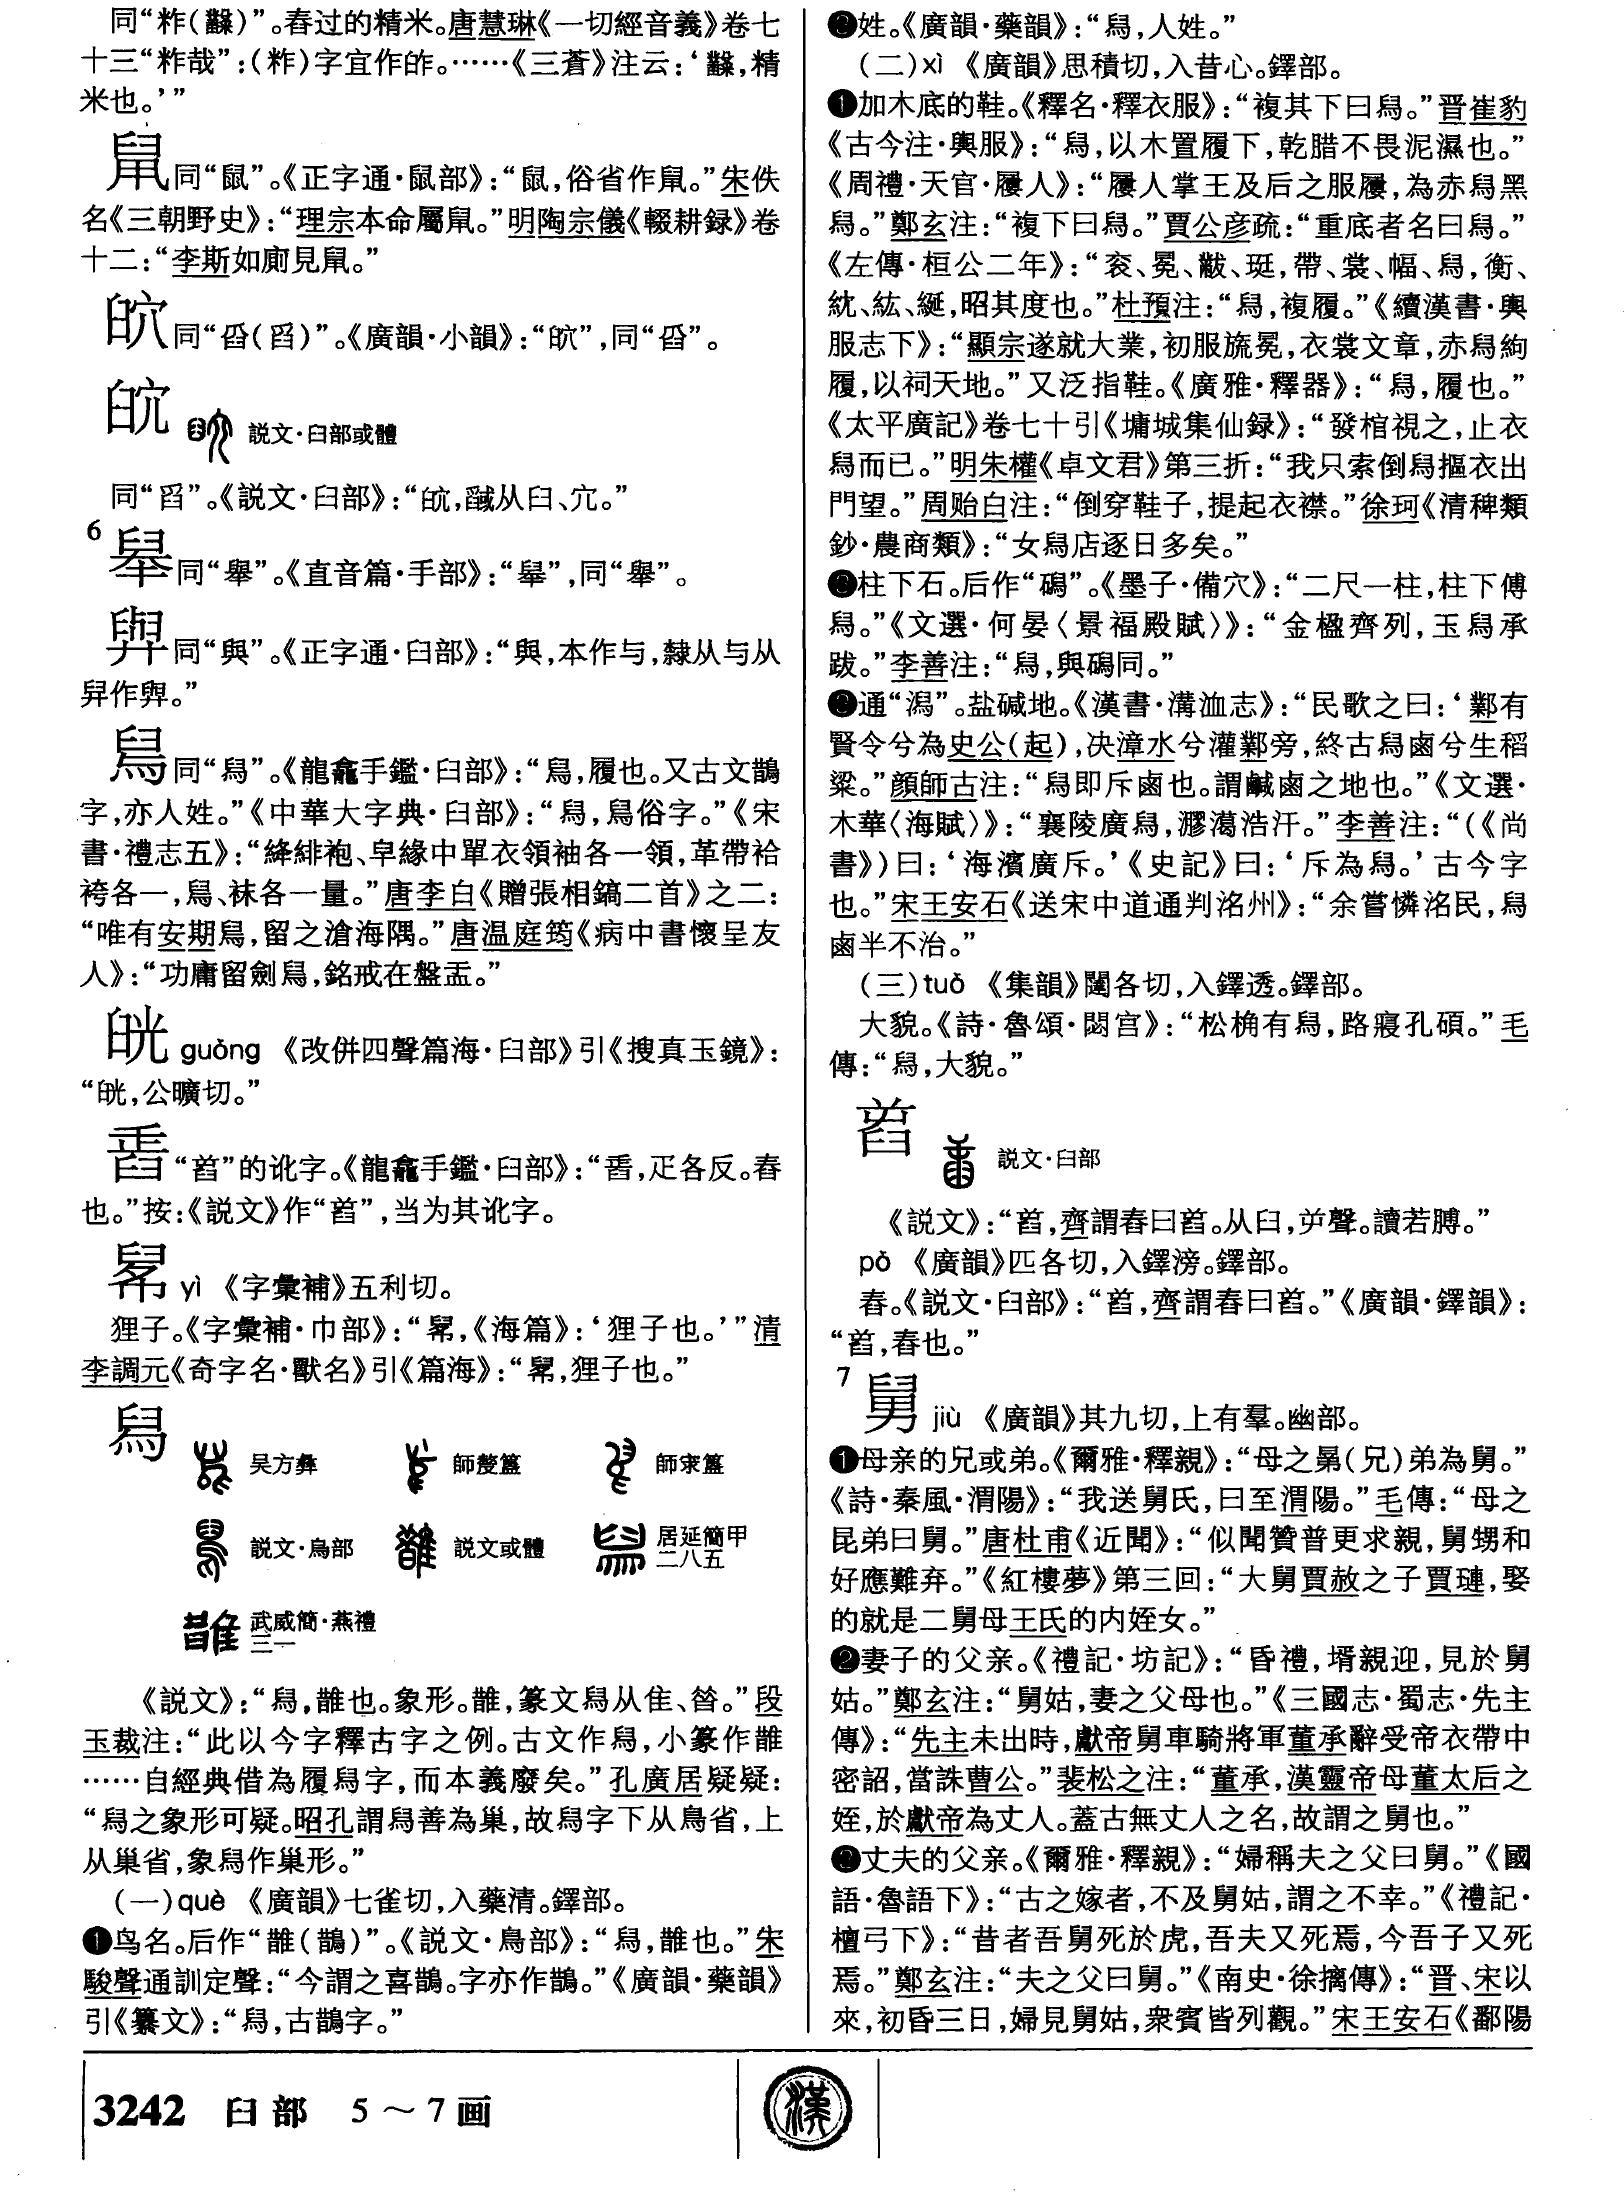 同“粋(糳)”。舂过的精米。唐慧琳《一切經音義》卷七
十三“粋哉”:(粋)字宜作䬨。……《三蒼》注云:‘糳,精
米也。’”
同“鼠”。《正字通·鼠部》:“鼠,俗省作䑕。”宋佚
名《三朝野史》:“理宗本命屬䑕。”明陶宗儀《輟耕録》卷
十二:“李斯如廁見䑕。”
同“舀(䍃)”。《廣韻·小韻》:“䑔”,同“舀”。
説文·臼部或體
同“舀”。《説文·臼部》:“䑔,或从臼、宂。”
6
同“舉”。《直音篇·手部》:“𦦙”,同“舉”。
同“與”。《正字通·臼部》:“與,本作与,隸从与从
舁作㒜。”
舃同“舄”。《龍龕手鑑·臼部》:“舃,履也。又古文鵲
字,亦人姓。”《中華大字典·臼部》:“舄,舃俗字。”《宋
書·禮志五》:“絳緋袍、皁緣中單衣領袖各一領,革帶袷
袴各一,舃、袜各一量。”唐李白《贈張相鎬二首》之二:
“唯有安期舃,留之滄海隅。”唐温庭筠《病中書懷呈友
人》:“功庸留劍舃,銘戒在盤盂。”
guǒng 《改併四聲篇海·臼部》引《搜真玉鏡》:
“,公曠切。”
“䇖”的讹字。《龍龕手鑑·臼部》:“,疋各反。舂
也。”按:《説文》作“”,当为其讹字。
yì 《字彙補》五利切。
狸子。《字彙補·巾部》:“,《海篇》:‘狸子也。’”清
李調元《奇字名·獸名》引《篇海》:“,狸子也。”
舄
吴方彝 師嫠簋 師𡩜簋
説文·鳥部 説文或體 居延簡甲二八五
武威簡·燕禮三一
《説文》:“舄,䧿也。象形。䧿,篆文舄从隹、昔。”段
玉裁注:“此以今字釋古字之例。古文作舄,小篆作䧿
……自經典借為履舄字,而本義廢矣。”孔廣居疑疑:
“舄之象形可疑。昭孔謂舄善為巢,故舄字下从鳥省,上
从巢省,象舄作巢形。”
(一)què 《廣韻》七雀切,入藥清。鐸部。
❶鸟名。后作“䧿(鵲)”。《説文·鳥部》:“舄,䧿也。”朱
駿聲通訓定聲:“今謂之喜鵲。字亦作鵲。”《廣韻·藥韻》
引《纂文》:“舄,古鵲字。”
❷姓。《廣韻·藥韻》:“舄,人姓。”
(二)xì 《廣韻》思積切,入昔心。鐸部。
❶加木底的鞋。《釋名·釋衣服》:“複其下曰舄。”晋崔豹
《古今注·輿服》:“舄,以木置履下,乾腊不畏泥濕也。”
《周禮·天官·屨人》:“屨人掌王及后之服屨,為赤舄黑
舄。”鄭玄注:“複下曰舄。”賈公彦疏:“重底者名曰舄。”
《左傳·桓公二年》:“衮、冕、黻、珽,帶、裳、幅、舄,衡、
紞、紘、綖,昭其度也。”杜預注:“舄,複履。”《續漢書·輿
服志下》:“顯宗遂就大業,初服旒冕,衣裳文章,赤舄絇
履,以祠天地。”又泛指鞋。《廣雅·釋器》:“舄,履也。”
《太平廣記》卷七十引《墉城集仙録》:“發棺視之,止衣
舄而已。”明朱權《卓文君》第三折:“我只索倒舄摳衣出
門望。”周贻白注:“倒穿鞋子,提起衣襟。”徐珂《清稗類
鈔·農商類》:“女舄店逐日多矣。”
❷柱下石。后作“磶”。《墨子·備穴》:“二尺一柱,柱下傅
舄。”《文選·何晏〈景福殿賦〉》:“金楹齊列,玉舄承
跋。”李善注:“舄,與磶同。”
❸通“潟”。盐碱地。《漢書·溝洫志》:“民歌之曰:‘鄴有
賢令兮為史公(起),决漳水兮灌鄴旁,終古舄鹵兮生稻
粱。”顔師古注:“舄即斥鹵也。謂鹹鹵之地也。”《文選·
木華〈海賦〉》:“襄陵廣舄,㶀㵧浩汗。”李善注:“(《尚
書》)曰:‘海濱廣斥。’《史記》曰:‘斥為舄。’古今字
也。”宋王安石《送宋中道通判洺州》:“余嘗憐洺民,舄
鹵半不治。”
(三)tuǒ 《集韻》闥各切,入鐸透。鐸部。
大貌。《詩·魯頌·閟宫》:“松桷有舄,路寢孔碩。”毛
傳:“舄,大貌。”
説文·臼部
《説文》:“,齊謂舂曰。从臼,屰聲。讀若膊。”
pǒ 《廣韻》匹各切,入鐸滂。鐸部。
舂。《説文·臼部》:“,齊謂舂曰。”《廣韻·鐸韻》:
“,舂也。”
7
舅 jiù 《廣韻》其九切,上有羣。幽部。
❶母亲的兄或弟。《爾雅·釋親》:“母之晜(兄)弟為舅。”
《詩·秦風·渭陽》:“我送舅氏,曰至渭陽。”毛傳:“母之
昆弟曰舅。”唐杜甫《近聞》:“似聞贊普更求親,舅甥和
好應難弃。”《紅樓夢》第三回:“大舅賈赦之子賈璉,娶
的就是二舅母王氏的内姪女。”
❷妻子的父亲。《禮記·坊記》:“昏禮,壻親迎,見於舅
姑。”鄭玄注:“舅姑,妻之父母也。”《三國志·蜀志·先主
傳》:“先主未出時,獻帝舅車騎將軍董承辭受帝衣帶中
密詔,當誅曹公。”裴松之注:“董承,漢靈帝母董太后之
姪,於獻帝為丈人。蓋古無丈人之名,故謂之舅也。”
❸丈夫的父亲。《爾雅·釋親》:“婦稱夫之父曰舅。”《國
語·魯語下》:“古之嫁者,不及舅姑,謂之不幸。”《禮記·
檀弓下》:“昔者吾舅死於虎,吾夫又死焉,今吾子又死
焉。”鄭玄注:“夫之父曰舅。”《南史·徐摛傳》:“晋、宋以
來,初昏三日,婦見舅姑,衆賓皆列觀。”宋王安石《鄱陽
3242 臼部 5～7画
漢